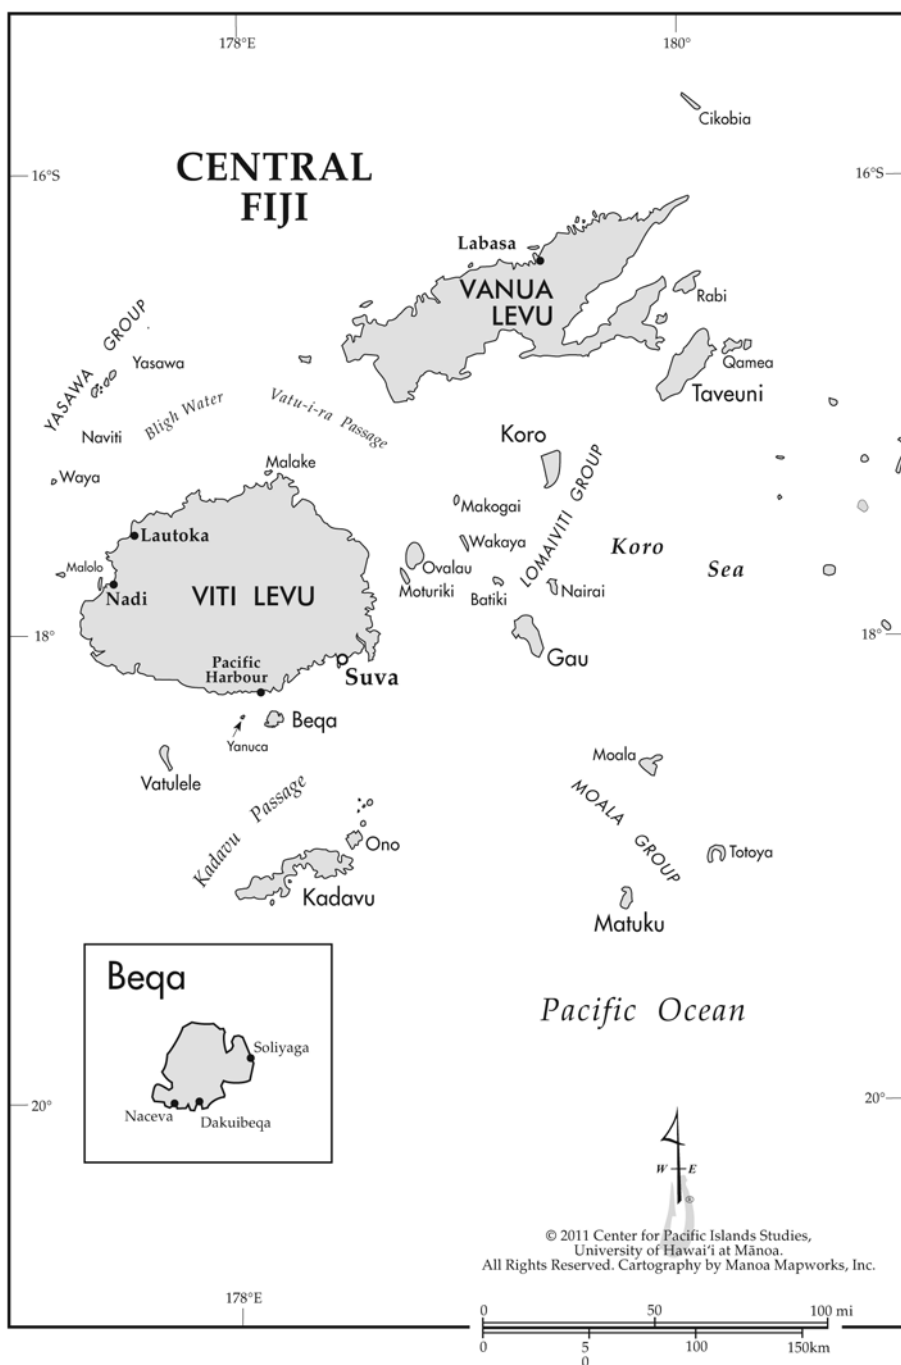 178°E
180°
Cikobia
16°S
16°S
CENTRAL
FIJI
Labasa
VANUA
LEVU
Rabi
YASAWA GROUP
Yasawa
Qamea
Taveuni
Bligh Water
Vatu-i-ra Passage
Naviti
Koro
Malake
Waya
LOMAIVITI GROUP
Makogai
Lautoka
Wakaya
Koro
Sea
Ovalau
Malolo
Moturiki
Batiki
Nairai
Nadi
VITI LEVU
18°
18°
Gau
Pacific
Harbour
Suva
Beqa
Yanuca
Vatulele
Moala
Kadavu Passage
MOALA GROUP
Ono
Totoya
Kadavu
Matuku
Beqa
Pacific Ocean
Soliyaga
Naceva
Dakuibeqa
20°
20°
W E
®
© 2011 Center for Pacific Islands Studies,
University of Hawai‘i at Mānoa.
All Rights Reserved. Cartography by Manoa Mapworks, Inc.
178°E
0 50 100 mi
0 5 100 150km
0